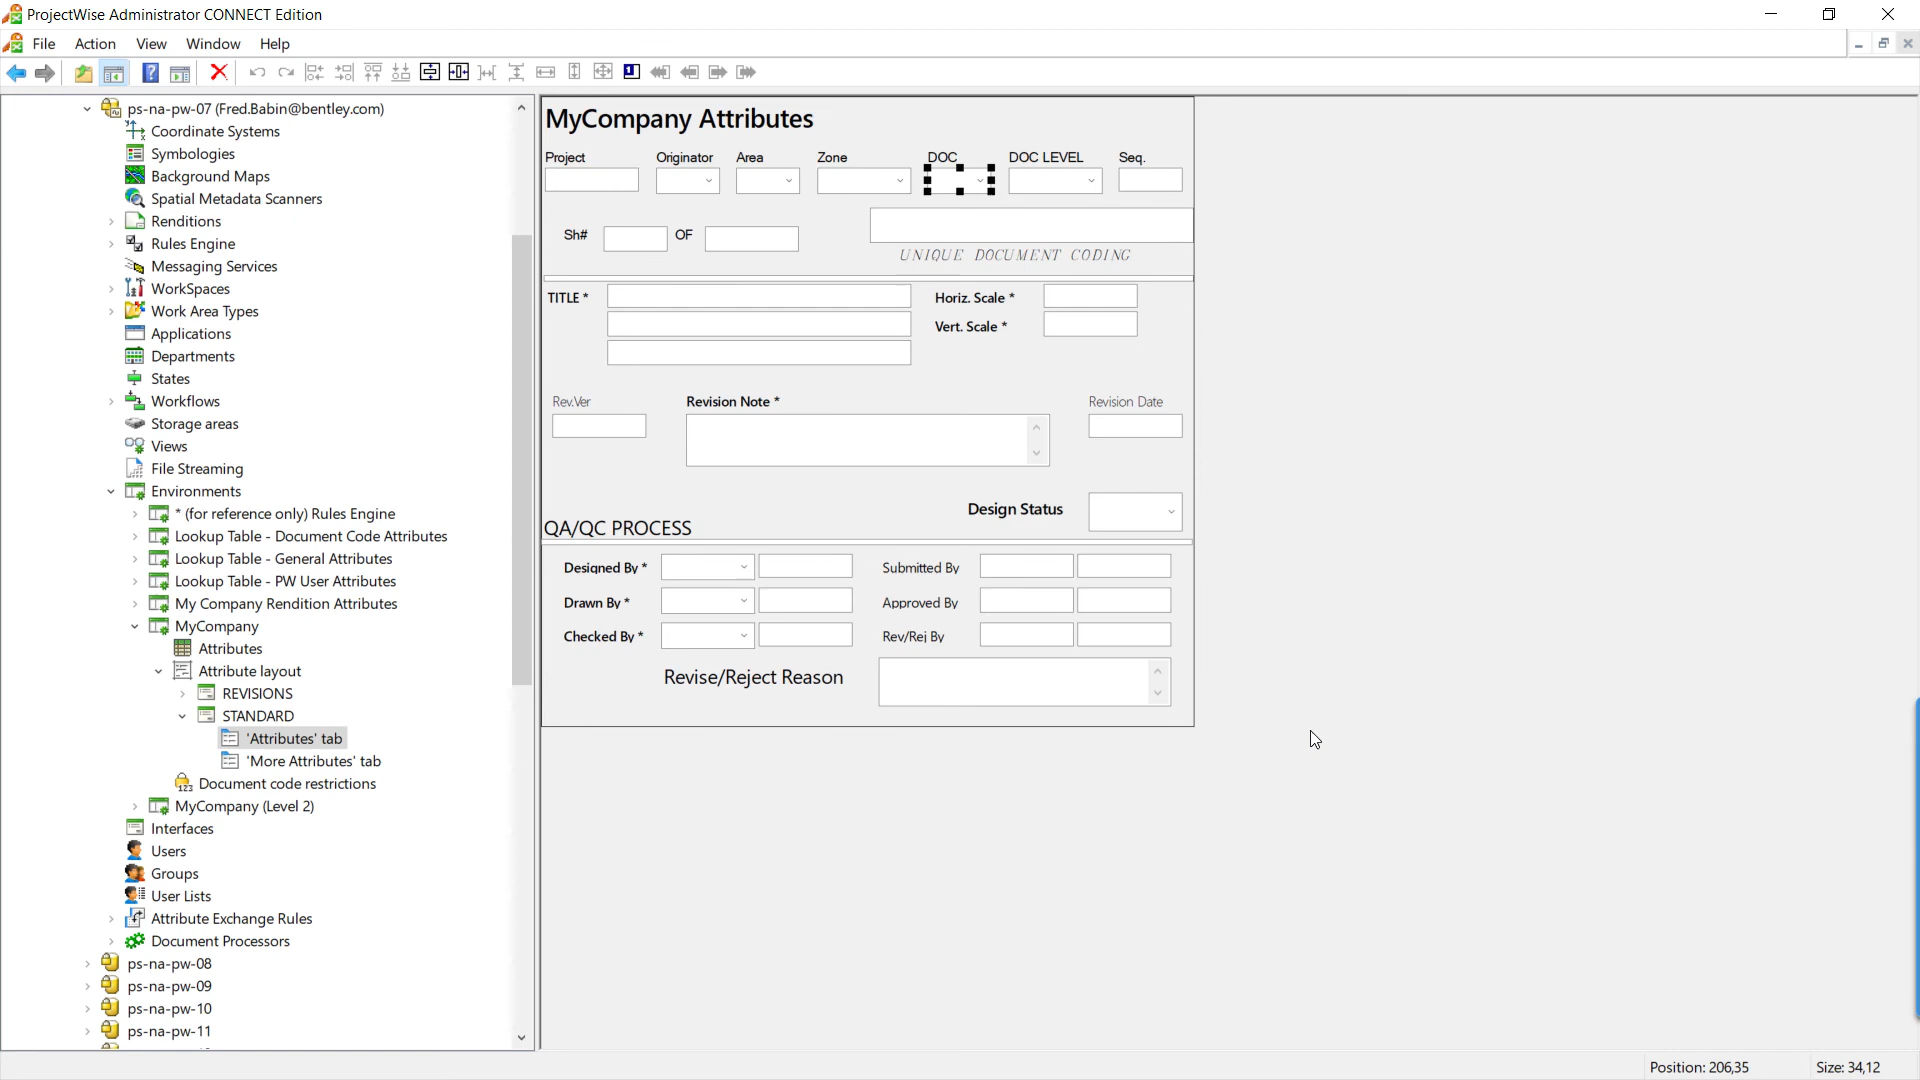 ProjectWise Administrator CONNECT Edition
File Action View Window Help
ps-na-pw-07 (Fred.Babin@bentley.com)
Coordinate Systems
Symbologies
Background Maps
Spatial Metadata Scanners
Renditions
Rules Engine
Messaging Services
WorkSpaces
Work Area Types
Applications
Departments
States
Workflows
Storage areas
Views
File Streaming
Environments
* (for reference only) Rules Engine
Lookup Table - Document Code Attributes
Lookup Table - General Attributes
Lookup Table - PW User Attributes
My Company Rendition Attributes
MyCompany
Attributes
Attribute layout
REVISIONS
STANDARD
'Attributes' tab
'More Attributes' tab
Document code restrictions
MyCompany (Level 2)
Interfaces
Users
Groups
User Lists
Attribute Exchange Rules
Document Processors
ps-na-pw-08
ps-na-pw-09
ps-na-pw-10
ps-na-pw-11
MyCompany Attributes
Project Originator Area Zone DOC DOC LEVEL Seq.
Sh# OF
UNIQUE DOCUMENT CODING
TITLE * Horiz. Scale *
Vert. Scale *
Rev.Ver Revision Note * Revision Date
Design Status
QA/QC PROCESS
Designed By * Submitted By
Drawn By * Approved By
Checked By * Rev/Rej By
Revise/Reject Reason
Position: 206,35 Size: 34,12